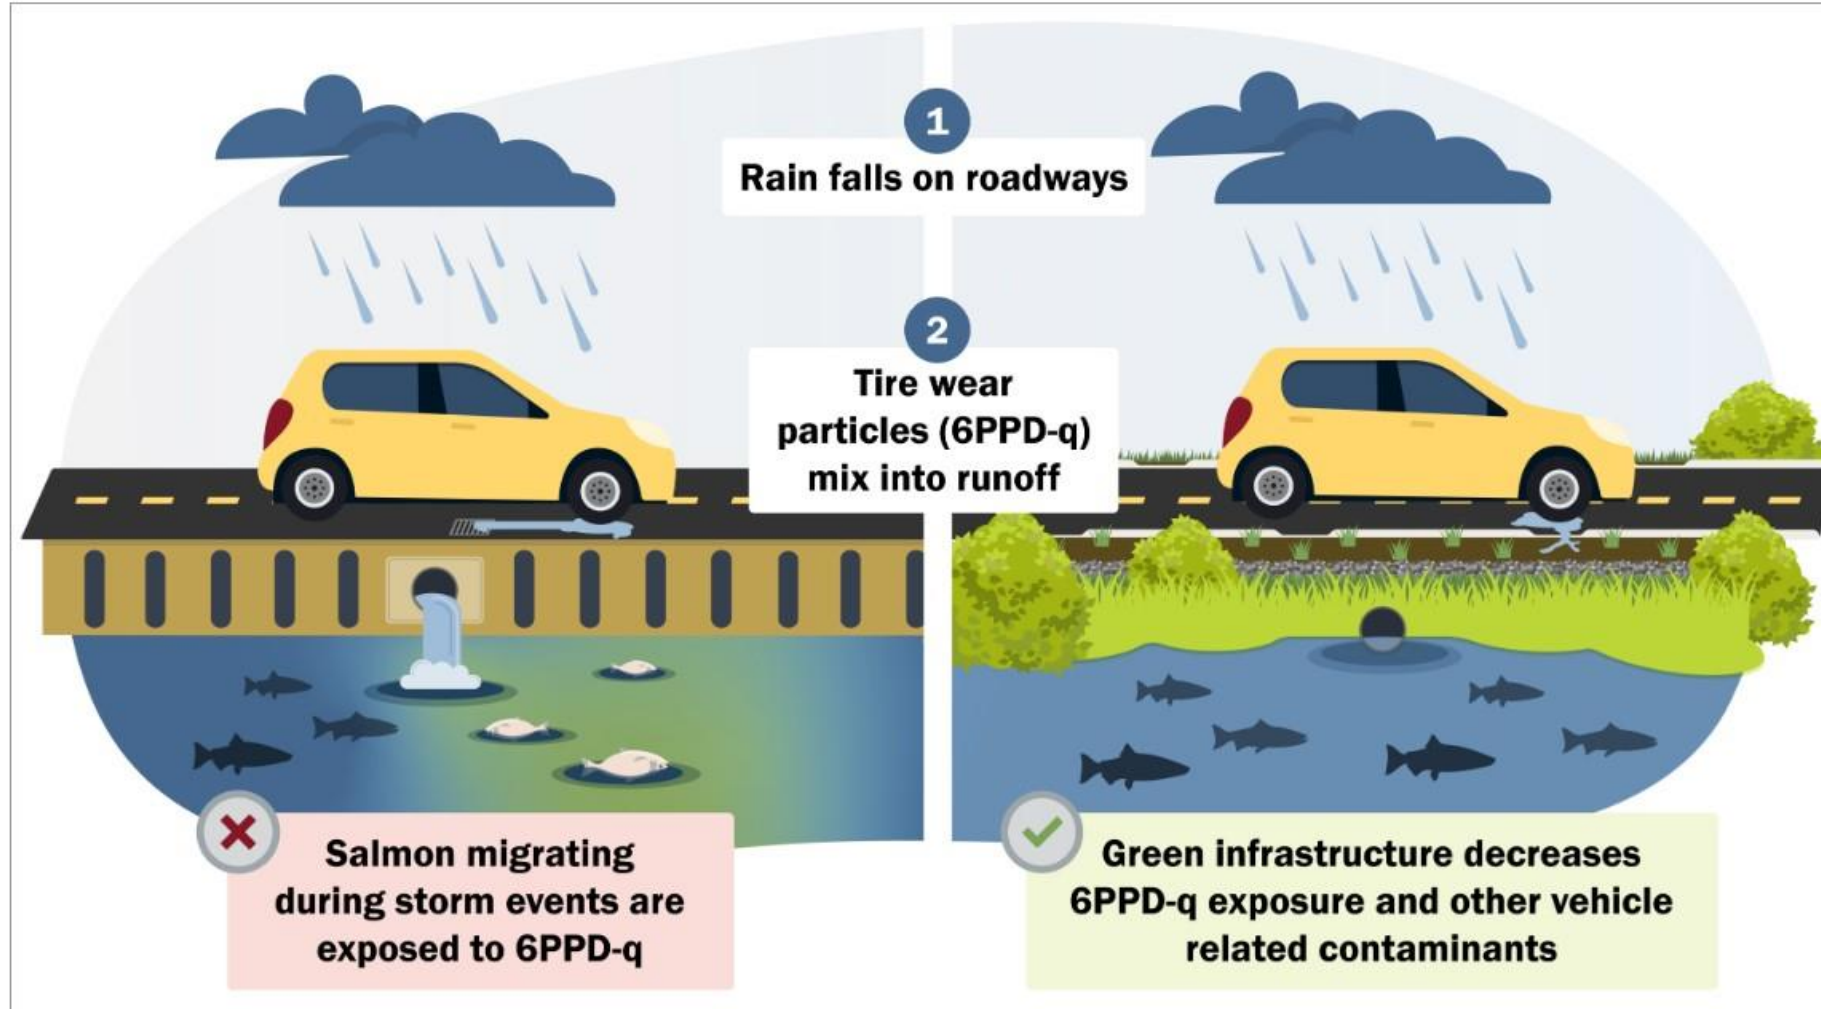 1
Rain falls on roadways
2
Tire wear
particles (6PPD-q)
mix into runoff
Salmon migrating
during storm events are
exposed to 6PPD-q
Green infrastructure decreases
6PPD-q exposure and other vehicle
related contaminants